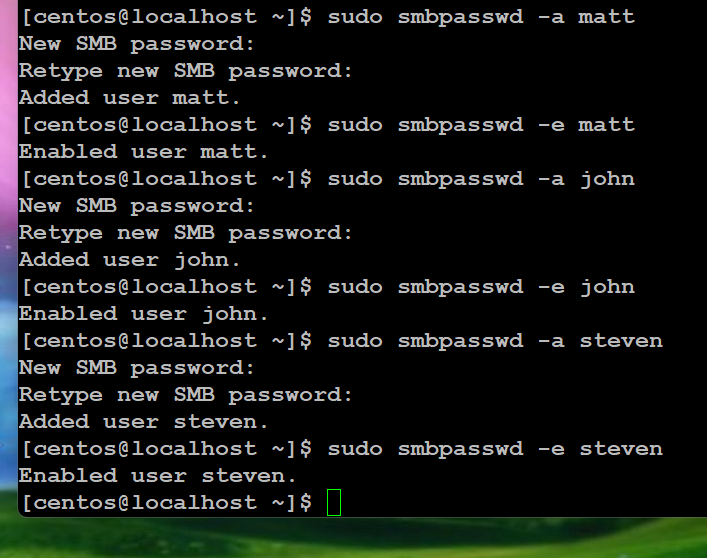 [centos@localhost ~]$ sudo smbpasswd -a matt
New SMB password:
Retype new SMB password:
Added user matt.
[centos@localhost ~]$ sudo smbpasswd -e matt
Enabled user matt.
[centos@localhost ~]$ sudo smbpasswd -a john
New SMB password:
Retype new SMB password:
Added user john.
[centos@localhost ~]$ sudo smbpasswd -e john
Enabled user john.
[centos@localhost ~]$ sudo smbpasswd -a steven
New SMB password:
Retype new SMB password:
Added user steven.
[centos@localhost ~]$ sudo smbpasswd -e steven
Enabled user steven.
[centos@localhost ~]$